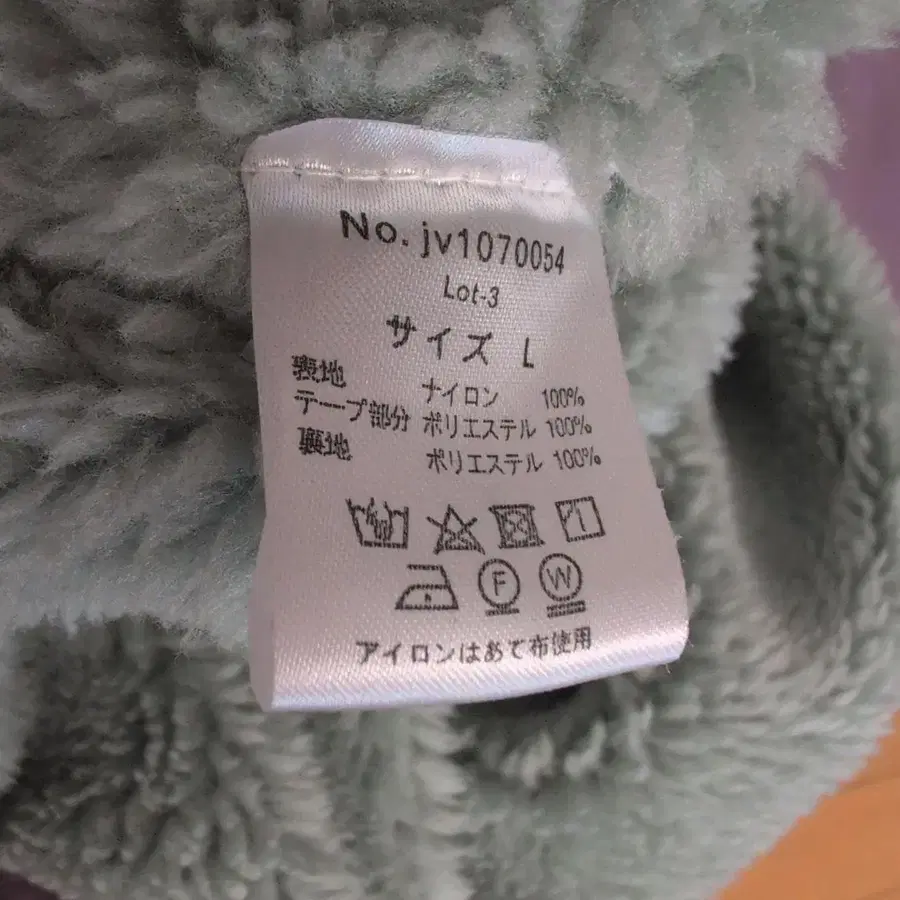 No. jv1070054
Lot-3
サイズ L
表地 ナイロン 100%
テープ部分 ポリエステル 100%
裏地 ポリエステル 100%
F W
アイロンはあて布使用